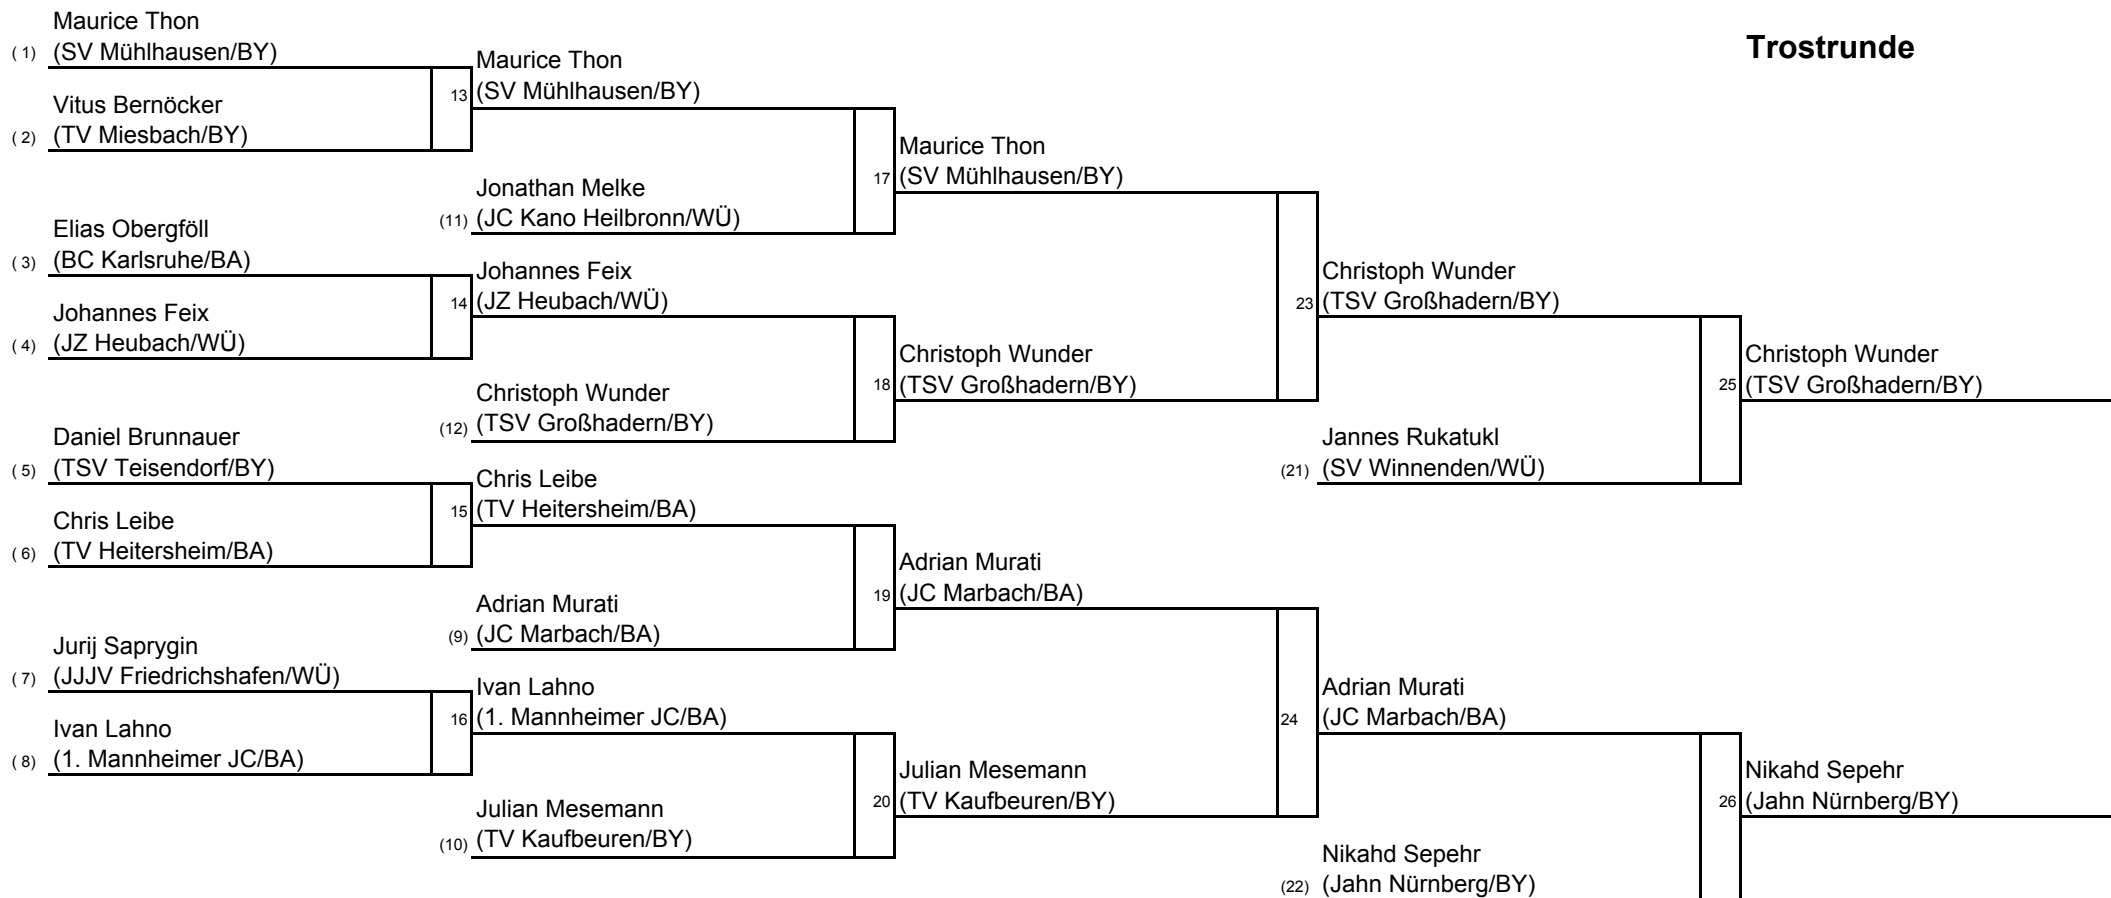 Trostrunde
Maurice Thon
( 1) (SV Mühlhausen/BY)
Vitus Bernöcker
( 2) (TV Miesbach/BY)
Elias Obergföll
( 3) (BC Karlsruhe/BA)
Johannes Feix
( 4) (JZ Heubach/WÜ)
Daniel Brunnauer
( 5) (TSV Teisendorf/BY)
Chris Leibe
( 6) (TV Heitersheim/BA)
Jurij Saprygin
( 7) (JJJV Friedrichshafen/WÜ)
Ivan Lahno
( 8) (1. Mannheimer JC/BA)
Maurice Thon
13 (SV Mühlhausen/BY)
Jonathan Melke
(11) (JC Kano Heilbronn/WÜ)
Johannes Feix
14 (JZ Heubach/WÜ)
Christoph Wunder
(12) (TSV Großhadern/BY)
Chris Leibe
15 (TV Heitersheim/BA)
Adrian Murati
(9) (JC Marbach/BA)
Ivan Lahno
16 (1. Mannheimer JC/BA)
Julian Mesemann
(10) (TV Kaufbeuren/BY)
Maurice Thon
17 (SV Mühlhausen/BY)
Christoph Wunder
18 (TSV Großhadern/BY)
Adrian Murati
19 (JC Marbach/BA)
Julian Mesemann
20 (TV Kaufbeuren/BY)
Christoph Wunder
23 (TSV Großhadern/BY)
Jannes Rukatukl
(21) (SV Winnenden/WÜ)
Adrian Murati
24 (JC Marbach/BA)
Nikahd Sepehr
(22) (Jahn Nürnberg/BY)
Christoph Wunder
25 (TSV Großhadern/BY)
Nikahd Sepehr
26 (Jahn Nürnberg/BY)